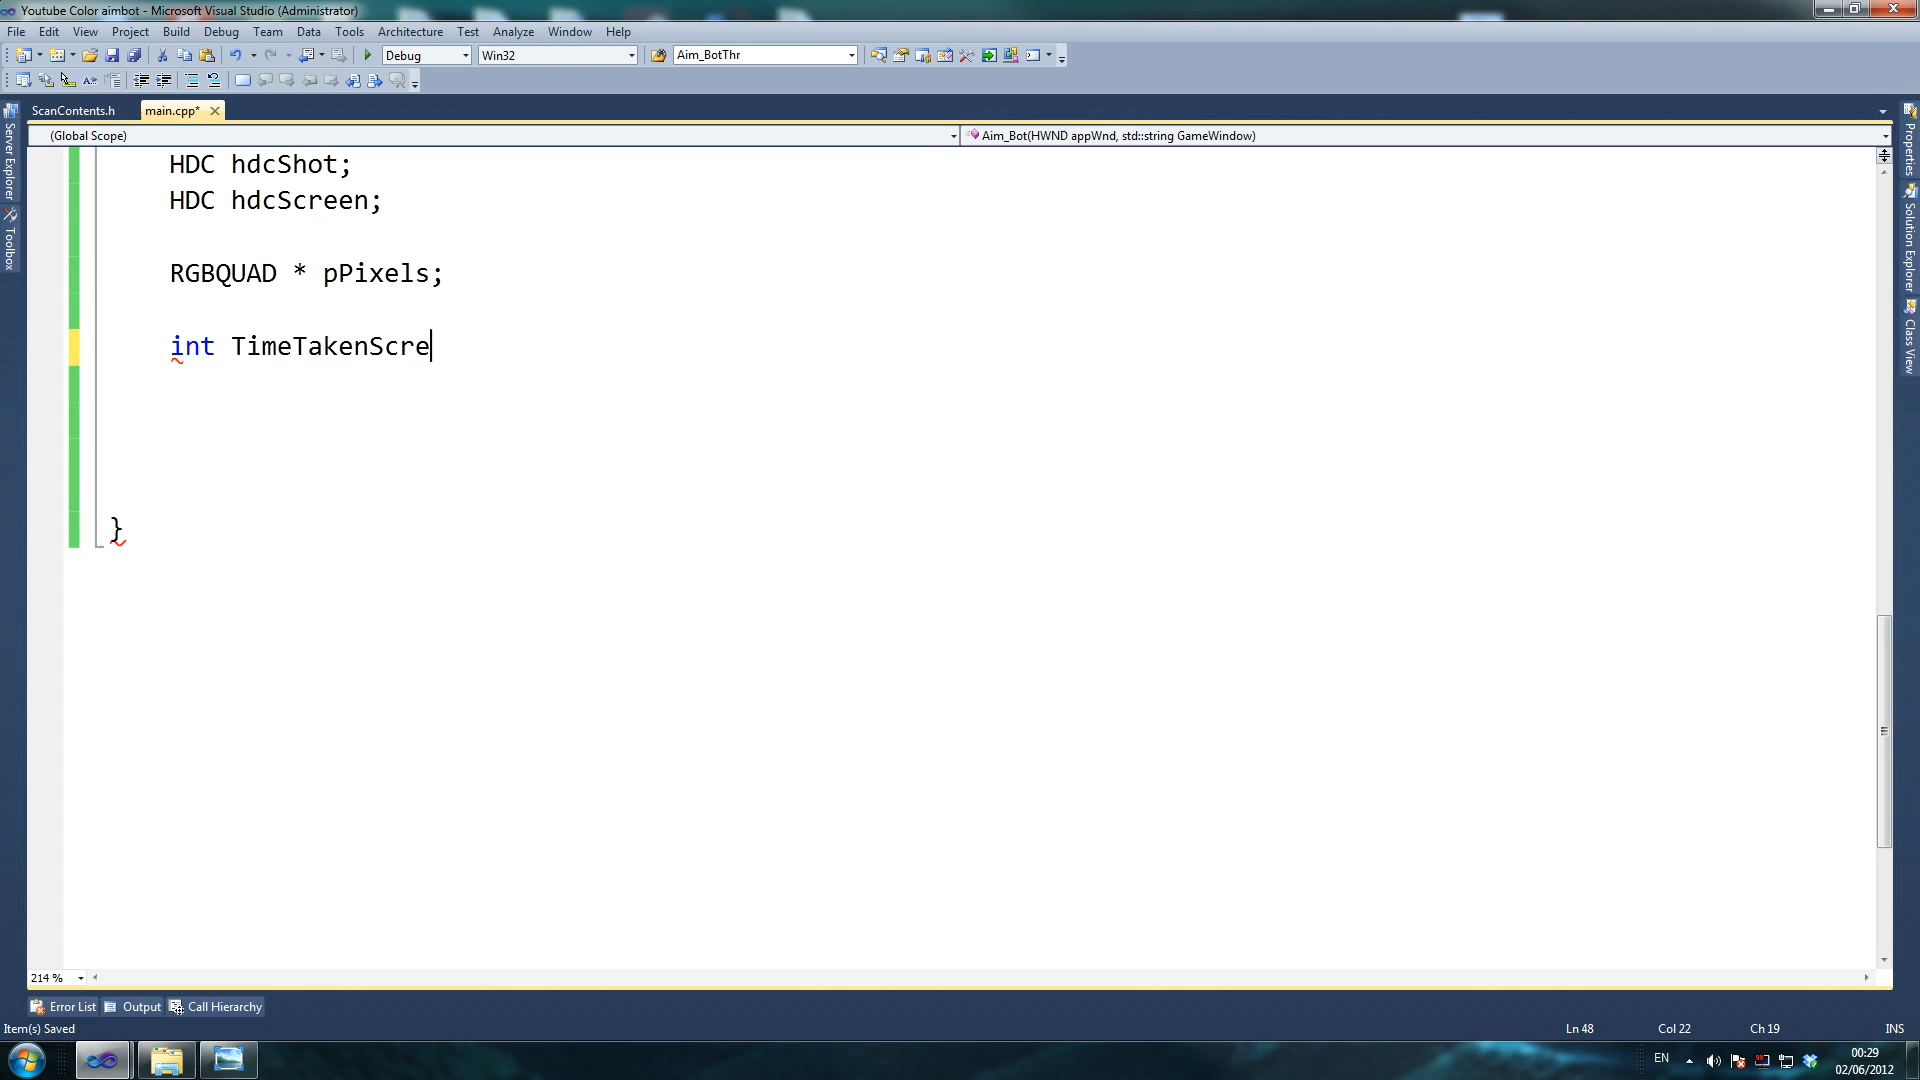 Youtube Color aimbot - Microsoft Visual Studio (Administrator)
File Edit View Project Build Debug Team Data Tools Architecture Test Analyze Window Help
Debug Win32 Aim_BotThr
ScanContents.h main.cpp*
(Global Scope) Aim_Bot(HWND appWnd, std::string GameWindow)
Server Explorer
Toolbox
Properties
Solution Explorer
Class View
HDC hdcShot;
HDC hdcScreen;
RGBQUAD * pPixels;
int TimeTakenScre
}
214 %
Error List Output Call Hierarchy
Item(s) Saved Ln 48 Col 22 Ch 19 INS
EN 00:29
02/06/2012